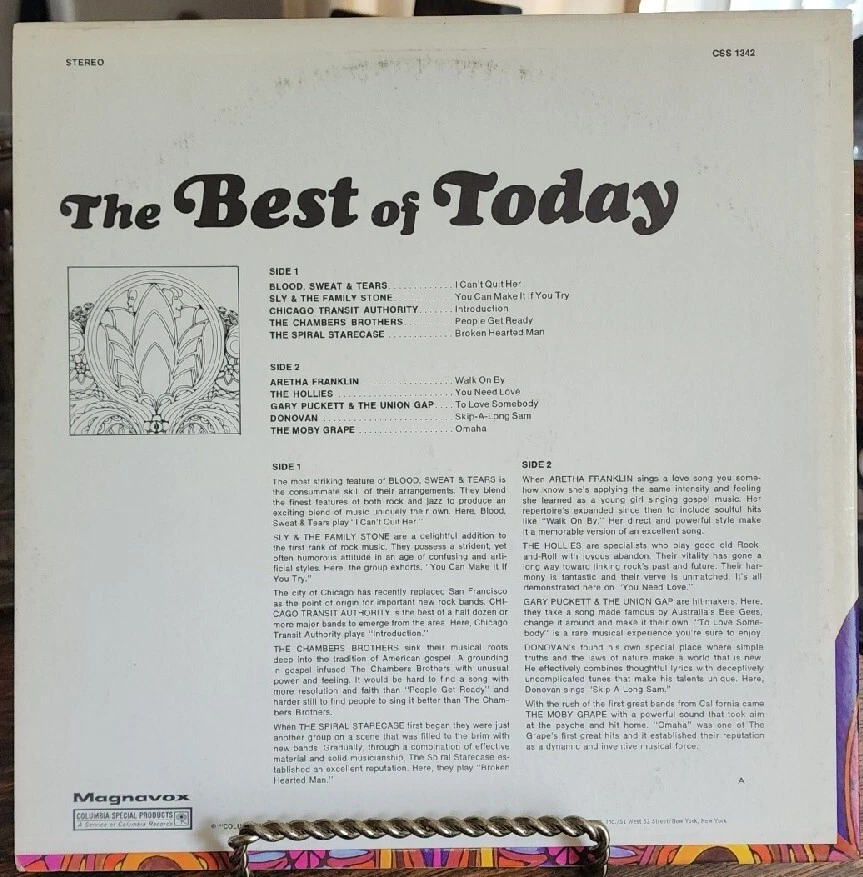 STEREO
CSS 1342
The Best of Today
SIDE 1
BLOOD, SWEAT & TEARS............I Can't Quit Her
SLY & THE FAMILY STONE You Can Make It If You Try
CHICAGO TRANSIT AUTHORITY.......Introduction
THE CHAMBERS BROTHERS People Get Ready
THE SPIRAL STARECASE............Broken Hearted Man
SIDE 2
ARETHA FRANKLIN................Walk On By
THE HOLLIES....................You Need Love
GARY PUCKETT & THE UNION GAP....To Love Somebody
DONOVAN......................Skip-A-Long Sam
THE MOBY GRAPE................Omaha
SIDE 1
The most striking feature of BLOOD, SWEAT & TEARS is
the consummate skill of their arrangements. They blend
the finest features of both rock and jazz to produce an
exciting blend of music uniquely their own. Here, Blood,
Sweat & Tears play "I Can't Quit Her."
SLY & THE FAMILY STONE are a delightful addition to
the first rank of rock music. They possess a strident, yet
often humorous attitude in an age of confusing and arti-
ficial styles. Here, the group exhorts, "You Can Make It If
You Try."
The city of Chicago has recently replaced San Francisco
as the point of origin for important new rock bands. CHI-
CAGO TRANSIT AUTHORITY is the best of a half dozen or
more major bands to emerge from the area. Here, Chicago
Transit Authority plays "Introduction."
THE CHAMBERS BROTHERS sink their musical roots
deep into the tradition of American gospel. A grounding
in gospel infused The Chambers Brothers with unusual
power and feeling. It would be hard to find a song with
more resolution and faith than "People Get Ready" and
harder still to find people to sing it better than The Cham-
bers Brothers.
When THE SPIRAL STARECASE first began they were just
another group on a scene that was filled to the brim with
new bands. Gradually, through a combination of effective
material and solid musicianship, The Spiral Starecase es-
tablished an excellent reputation. Here, they play "Broken
Hearted Man."
SIDE 2
When ARETHA FRANKLIN sings a love song you some-
how know she's applying the same intensity and feeling
she learned as a young girl singing gospel music. Her
repertoire's expanded since then to include soulful hits
like "Walk On By." Her direct and powerful style make
it a memorable version of an excellent song.
THE HOLLIES are specialists who play good old Rock-
and-Roll with joyous abandon. Their vitality has gone a
long way toward linking rock's past and future. Their har-
mony is fantastic and their verve is unmatched. It's all
demonstrated here on "You Need Love."
GARY PUCKETT & THE UNION GAP are hitmakers. Here,
they take a song made famous by Australia's Bee Gees,
change it around and make it their own. "To Love Some-
body" is a rare musical experience you're sure to enjoy.
DONOVAN's found his own special place where simple
truths and the laws of nature make a world that is new.
He effectively combines thoughtful lyrics with deceptively
uncomplicated tunes that make his talents unique. Here,
Donovan sings "Skip A Long Sam."
With the rush of the first great bands from California came
THE MOBY GRAPE with a powerful sound that took aim
at the psyche and hit home. "Omaha" was one of The
Grape's first great hits and it established their reputation
as a dynamic and inventive musical force.
A
Magnavox
COLUMBIA SPECIAL PRODUCTS
A Service of Columbia Records
Inc./51 West 52 Street/New York, New York